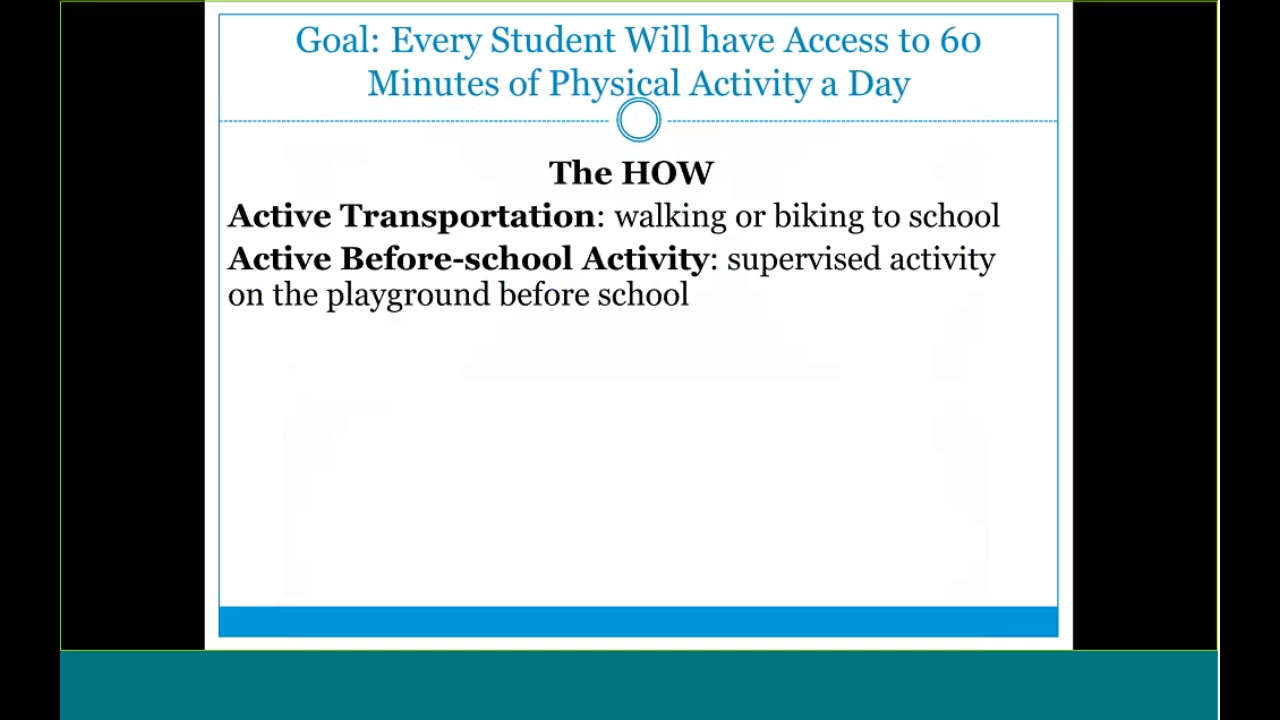 Goal: Every Student Will have Access to 60
Minutes of Physical Activity a Day
The HOW
Active Transportation: walking or biking to school
Active Before-school Activity: supervised activity
on the playground before school